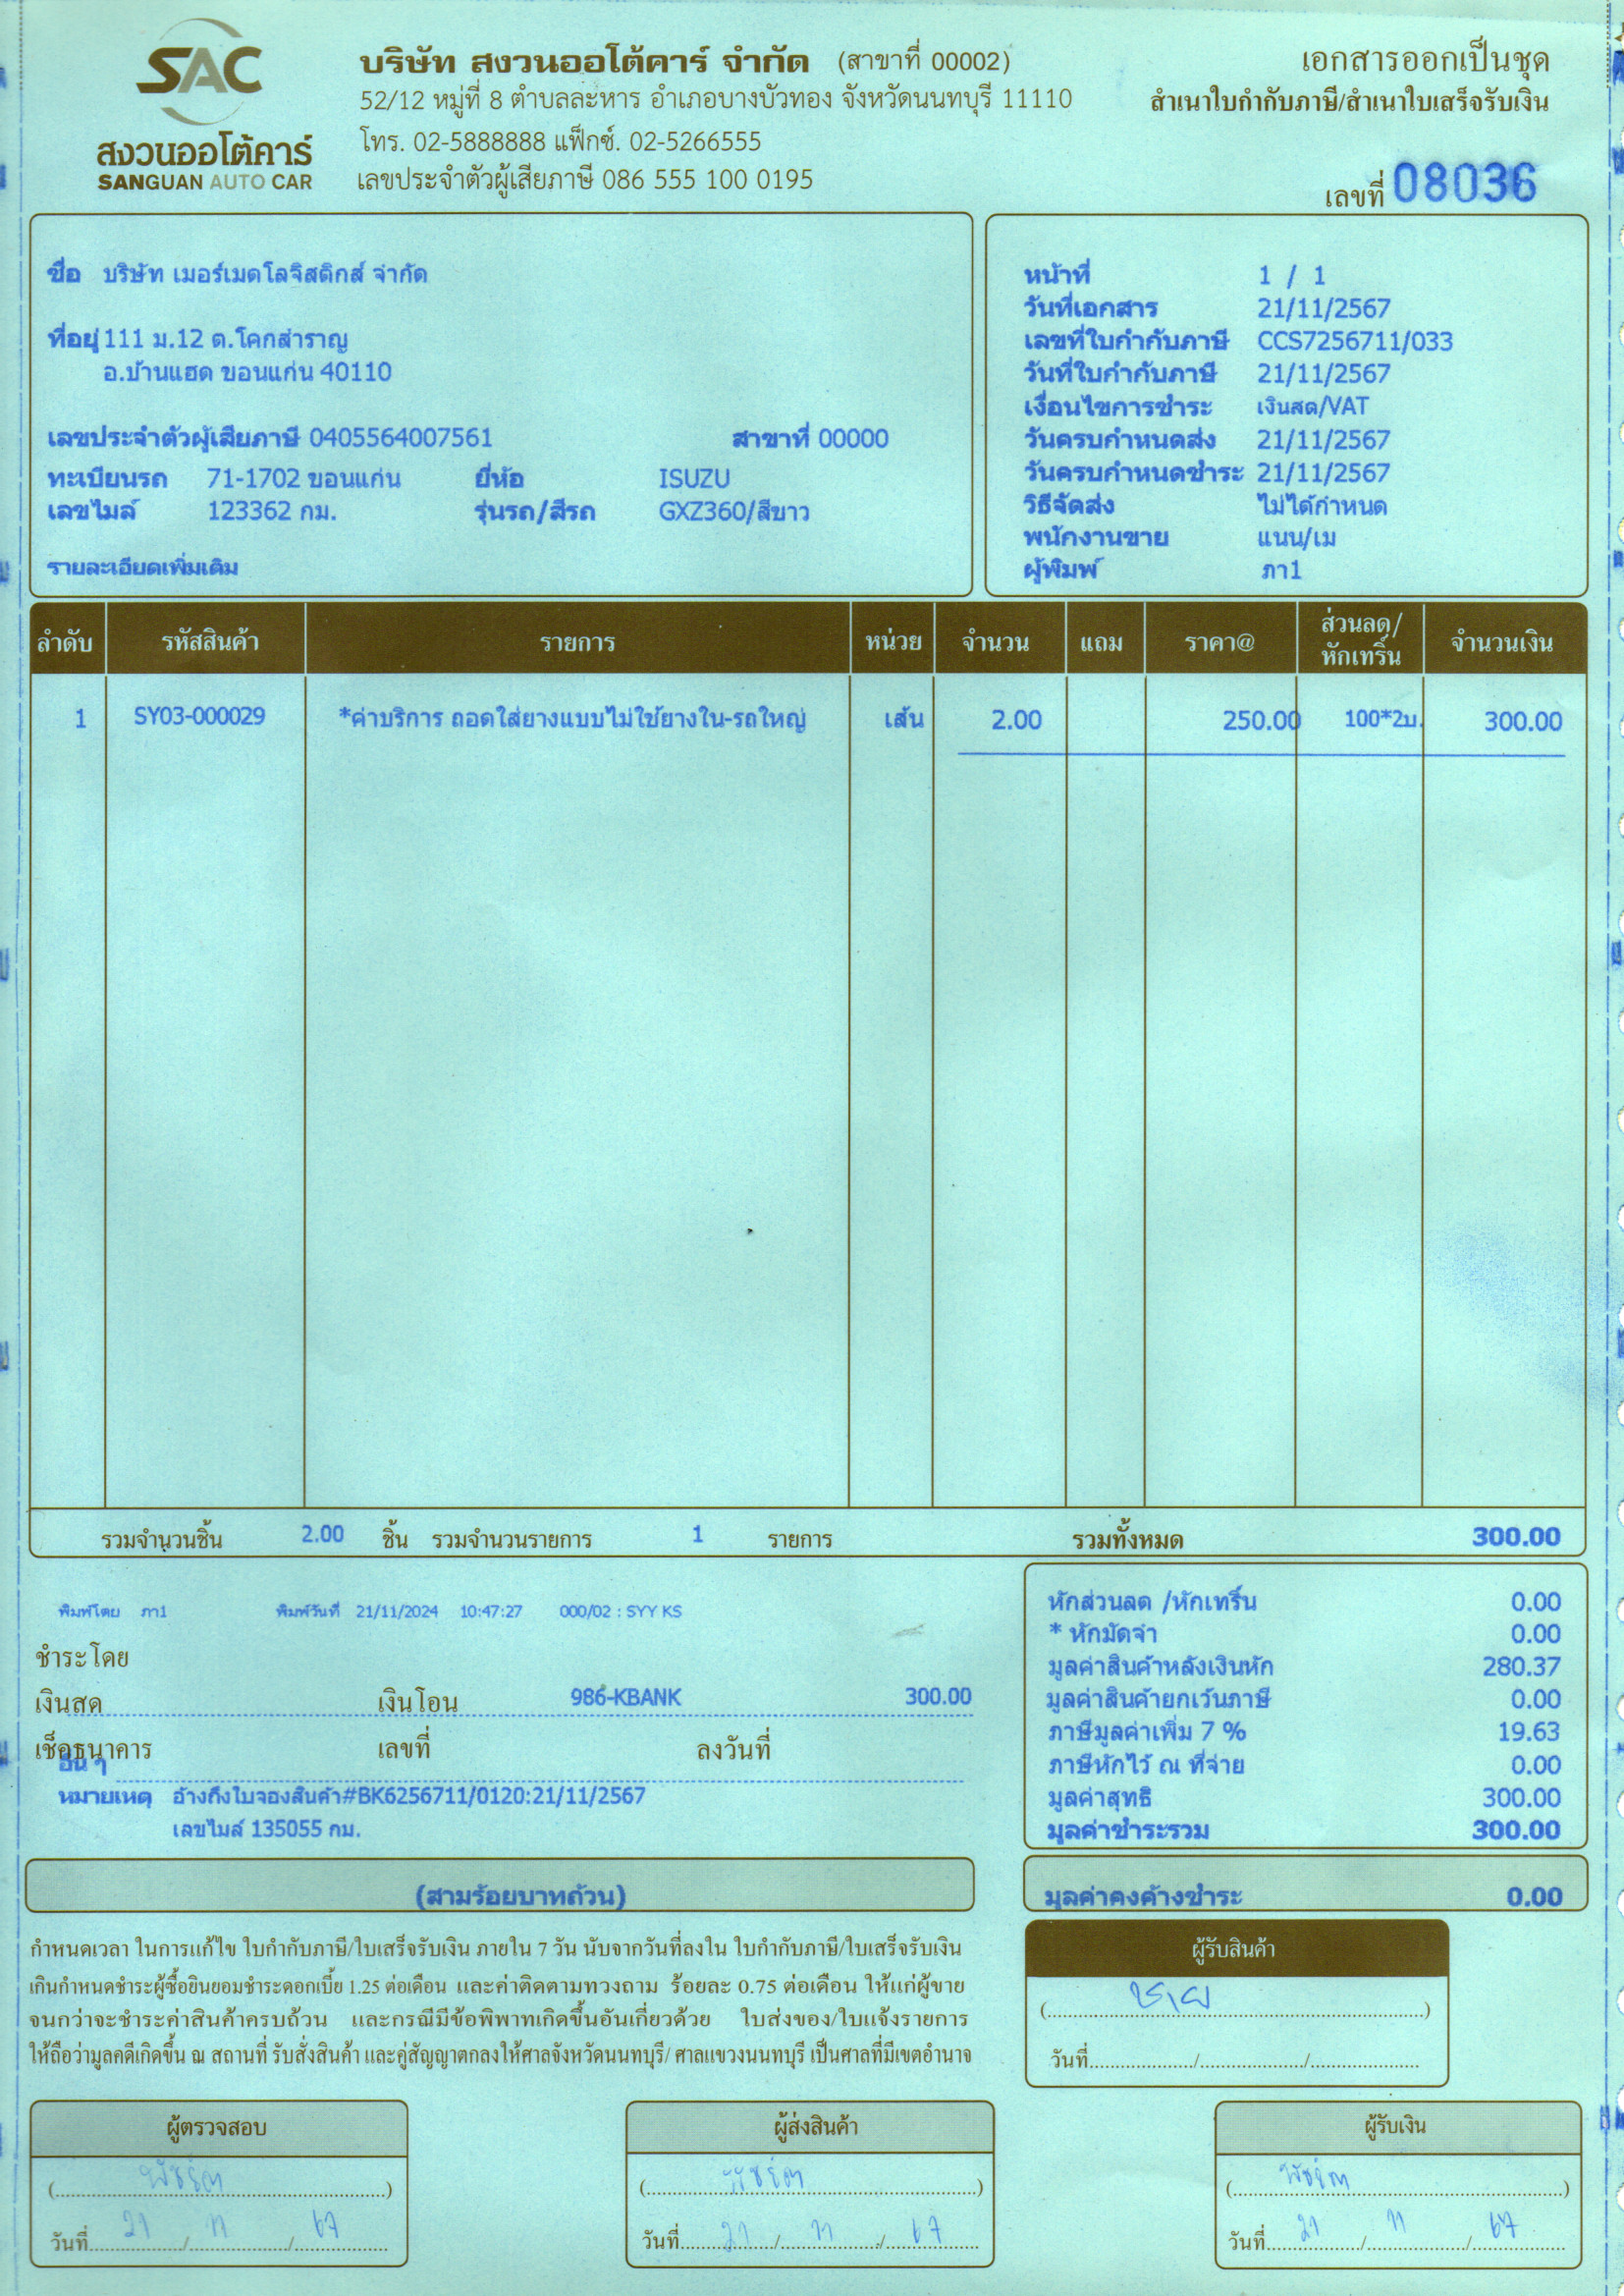 SAC
สงวนออโต้คาร์
SANGUAN AUTO CAR
บริษัท สงวนออโต้คาร์ จำกัด (สาขาที่ 00002)
52/12 หมู่ที่ 8 ตำบลละหาร อำเภอบางบัวทอง จังหวัดนนทบุรี 11110
โทร. 02-5888888 แฟ็กซ์. 02-5266555
เลขประจำตัวผู้เสียภาษี 086 555 100 0195
เอกสารออกเป็นชุด
สำเนาใบกำกับภาษี/สำเนาใบเสร็จรับเงิน
เลขที่ 08036
ชื่อ บริษัท เมอร์เมดโลจิสติกส์ จำกัด
ที่อยู่ 111 ม.12 ต.โคกสำราญ
อ.บ้านแฮด ขอนแก่น 40110
เลขประจำตัวผู้เสียภาษี 0405564007561 สาขาที่ 00000
ทะเบียนรถ 71-1702 ขอนแก่น ยี่ห้อ ISUZU
เลขไมล์ 123362 กม. รุ่นรถ/สีรถ GXZ360/สีขาว
รายละเอียดเพิ่มเติม
หน้าที่ 1 / 1
วันที่เอกสาร 21/11/2567
เลขที่ใบกำกับภาษี CCS7256711/033
วันที่ใบกำกับภาษี 21/11/2567
เงื่อนไขการชำระ เงินสด/VAT
วันครบกำหนดส่ง 21/11/2567
วันครบกำหนดชำระ 21/11/2567
วิธีจัดส่ง ไม่ได้กำหนด
พนักงานขาย แนน/เม
ผู้พิมพ์ ภา1
ลำดับ รหัสสินค้า รายการ หน่วย จำนวน แถม ราคา@ ส่วนลด/หักเทริ์น จำนวนเงิน
1 SY03-000029 *ค่าบริการ ถอดใส่ยางแบบไม่ใช้ยางใน-รถใหญ่ เส้น 2.00 250.00 100*2บ. 300.00
รวมจำนวนชิ้น 2.00 ชิ้น รวมจำนวนรายการ 1 รายการ รวมทั้งหมด 300.00
พิมพ์โดย ภา1 พิมพ์วันที่ 21/11/2024 10:47:27 000/02 : SYY KS
ชำระโดย
เงินสด เงินโอน 986-KBANK 300.00
เช็คธนาคาร เลขที่ ลงวันที่
อื่น ๆ
หมายเหตุ อ้างถึงใบจองสินค้า#BK6256711/0120:21/11/2567
เลขไมล์ 135055 กม.
หักส่วนลด /หักเทริ์น 0.00
* หักมัดจำ 0.00
มูลค่าสินค้าหลังเงินหัก 280.37
มูลค่าสินค้ายกเว้นภาษี 0.00
ภาษีมูลค่าเพิ่ม 7 % 19.63
ภาษีหักไว้ ณ ที่จ่าย 0.00
มูลค่าสุทธิ 300.00
มูลค่าชำระรวม 300.00
(สามร้อยบาทถ้วน)
มูลค่าคงค้างชำระ 0.00
กำหนดเวลา ในการแก้ไข ใบกำกับภาษี/ใบเสร็จรับเงิน ภายใน 7 วัน นับจากวันที่ลงใน ใบกำกับภาษี/ใบเสร็จรับเงิน
เกินกำหนดชำระผู้ซื้อยินยอมชำระดอกเบี้ย 1.25 ต่อเดือน และค่าติดตามทวงถาม ร้อยละ 0.75 ต่อเดือน ให้แก่ผู้ขาย
จนกว่าจะชำระค่าสินค้าครบถ้วน และกรณีมีข้อพิพาทเกิดขึ้นอันเกี่ยวด้วย ใบส่งของ/ใบแจ้งรายการ
ให้ถือว่ามูลคดีเกิดขึ้น ณ สถานที่ รับสั่งสินค้า และคู่สัญญาตกลงให้ศาลจังหวัดนนทบุรี/ ศาลแขวงนนทบุรี เป็นศาลที่มีเขตอำนาจ
ผู้รับสินค้า
วันที่
ผู้ตรวจสอบ ผู้ส่งสินค้า ผู้รับเงิน
วันที่ 21 / 11 / 67 วันที่ 21 / 11 / 67 วันที่ 21 / 11 / 67